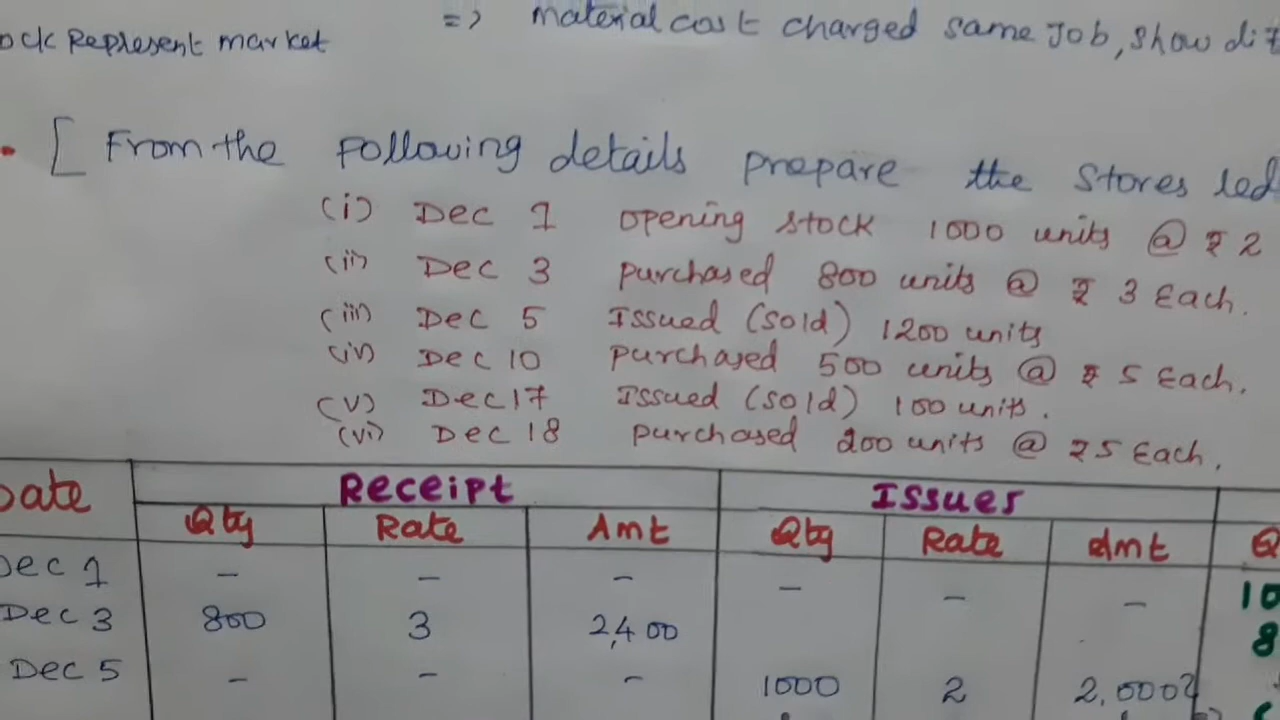 ock Represent market
=> material cost charged same Job, show dif
[ From the following details prepare the Stores led
(i) Dec 1 opening stock 1000 units @ ₹ 2
(ii) Dec 3 purchased 800 units @ ₹ 3 Each.
(iii) Dec 5 Issued (sold) 1200 units
(iv) Dec 10 purchased 500 units @ ₹ 5 Each.
(v) Dec 17 Issued (sold) 100 units.
(vi) Dec 18 purchased 200 units @ ₹5 Each.
Date Receipt Issues
Qty Rate Amt Qty Rate Amt Q
Dec 1 - - - - - - 10
Dec 3 800 3 2,400 8
Dec 5 - - - 1000 2 2,000